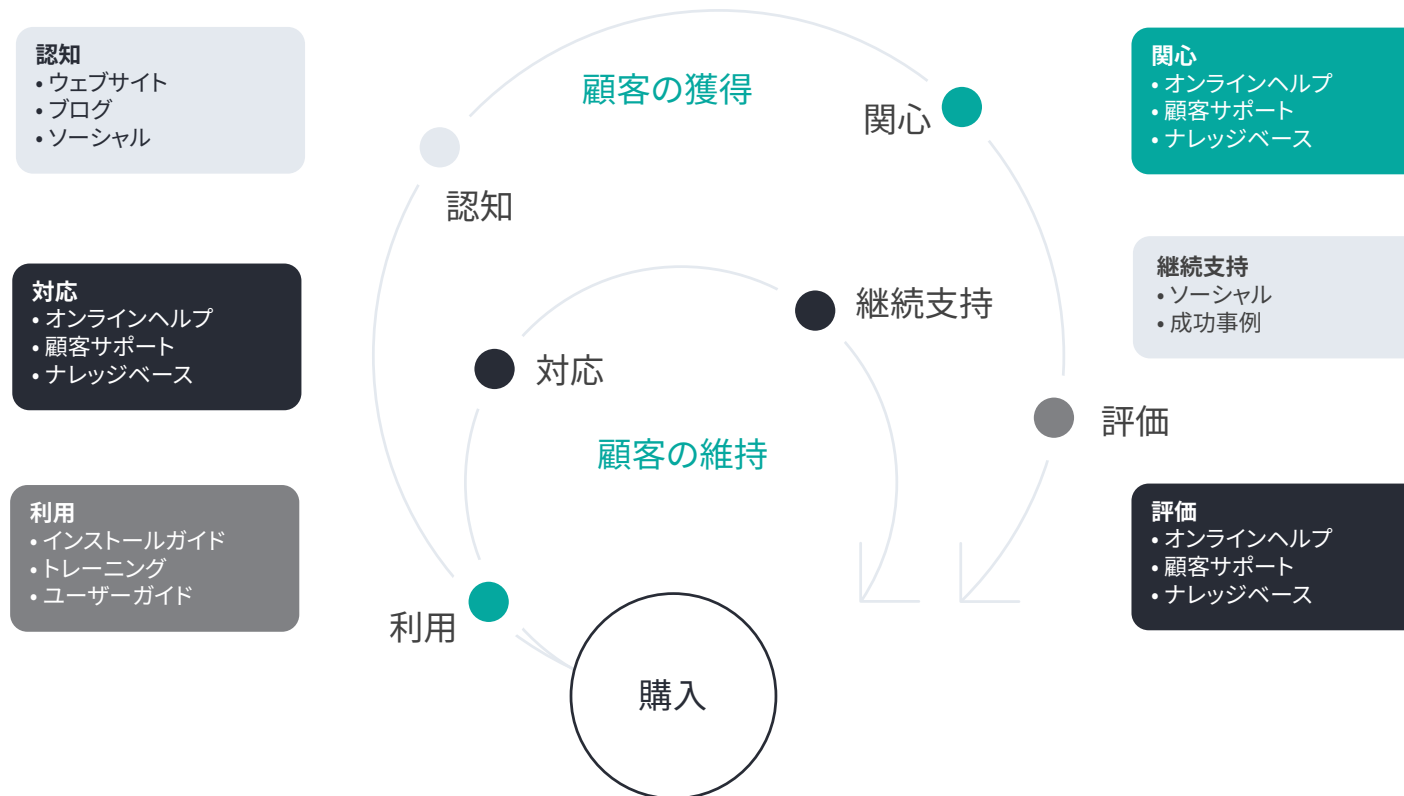 認知
• ウェブサイト
• ブログ
• ソーシャル
対応
• オンラインヘルプ
• 顧客サポート
• ナレッジベース
利用
• インストールガイド
• トレーニング
• ユーザーガイド
顧客の獲得
関心
認知
継続支持
対応
評価
顧客の維持
利用
購入
関心
• オンラインヘルプ
• 顧客サポート
• ナレッジベース
継続支持
• ソーシャル
• 成功事例
評価
• オンラインヘルプ
• 顧客サポート
• ナレッジベース